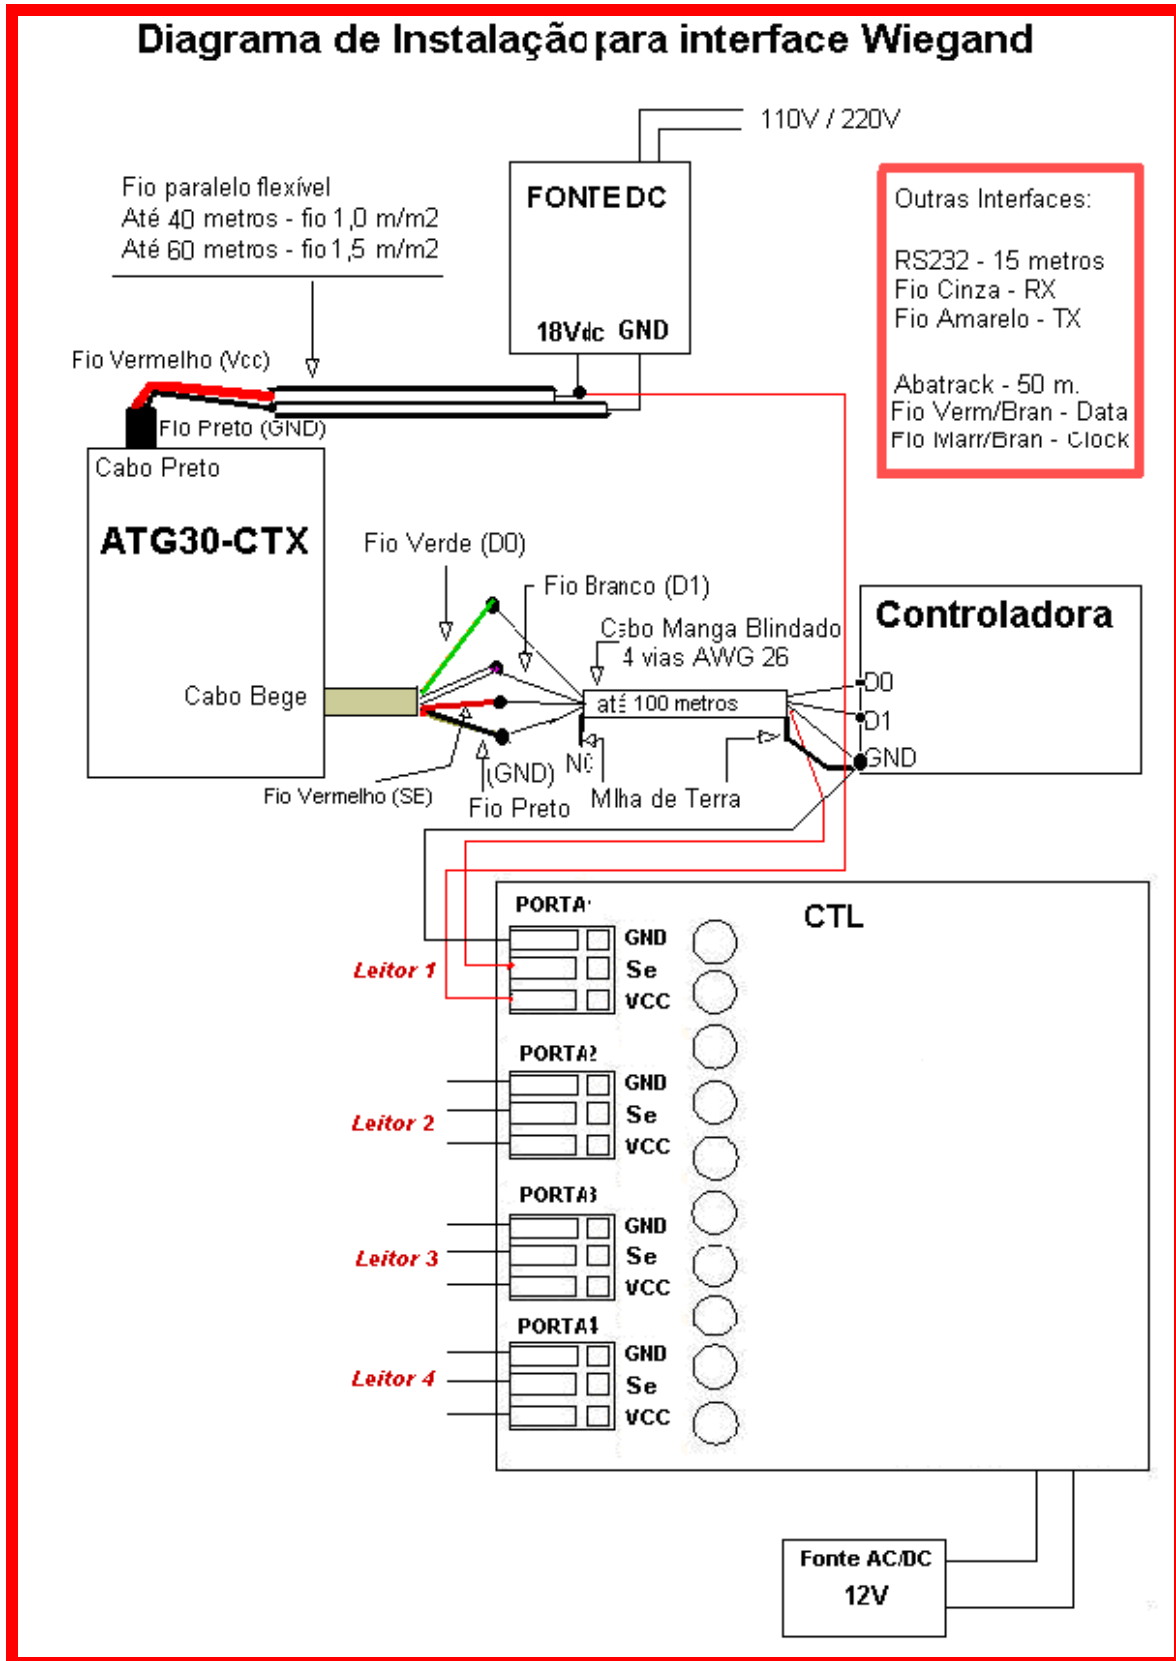 Diagrama de Instalação para interface Wiegand
110V / 220V
Fio paralelo flexível
Até 40 metros - fio 1,0 m/m2
Até 60 metros - fio 1,5 m/m2
FONTE DC
18Vdc GND
Outras Interfaces:
RS232 - 15 metros
Fio Cinza - RX
Fio Amarelo - TX
Abatrack - 50 m.
Fio Verm/Bran - Data
Fio Marr/Bran - Clock
Fio Vermelho (Vcc)
Fio Preto (GND)
Cabo Preto
ATG30-CTX
Cabo Bege
Fio Verde (D0)
Fio Branco (D1)
Cabo Manga Blindado
4 vias AWG 26
até 100 metros
Controladora
D0
D1
GND
(GND)
NC
Fio Vermelho (SE)
Fio Preto
Mlha de Terra
CTL
PORTA1
GND
Leitor 1
Se
VCC
PORTA2
GND
Leitor 2
Se
VCC
PORTA3
GND
Leitor 3
Se
VCC
PORTA4
GND
Leitor 4
Se
VCC
Fonte AC/DC
12V